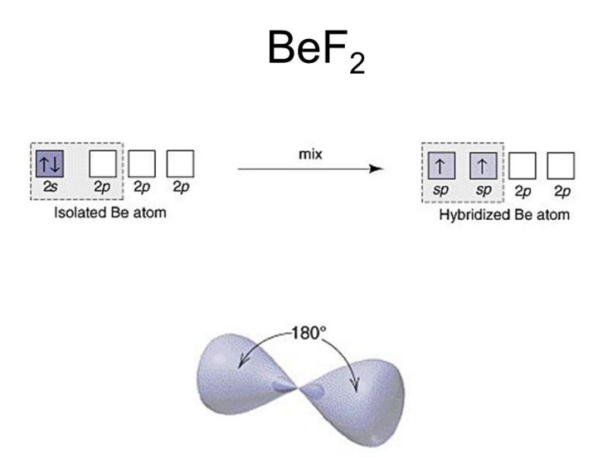 BeF₂
mix
↑↓ ↑ ↑
2s 2p 2p 2p sp sp 2p 2p
Isolated Be atom Hybridized Be atom
180°